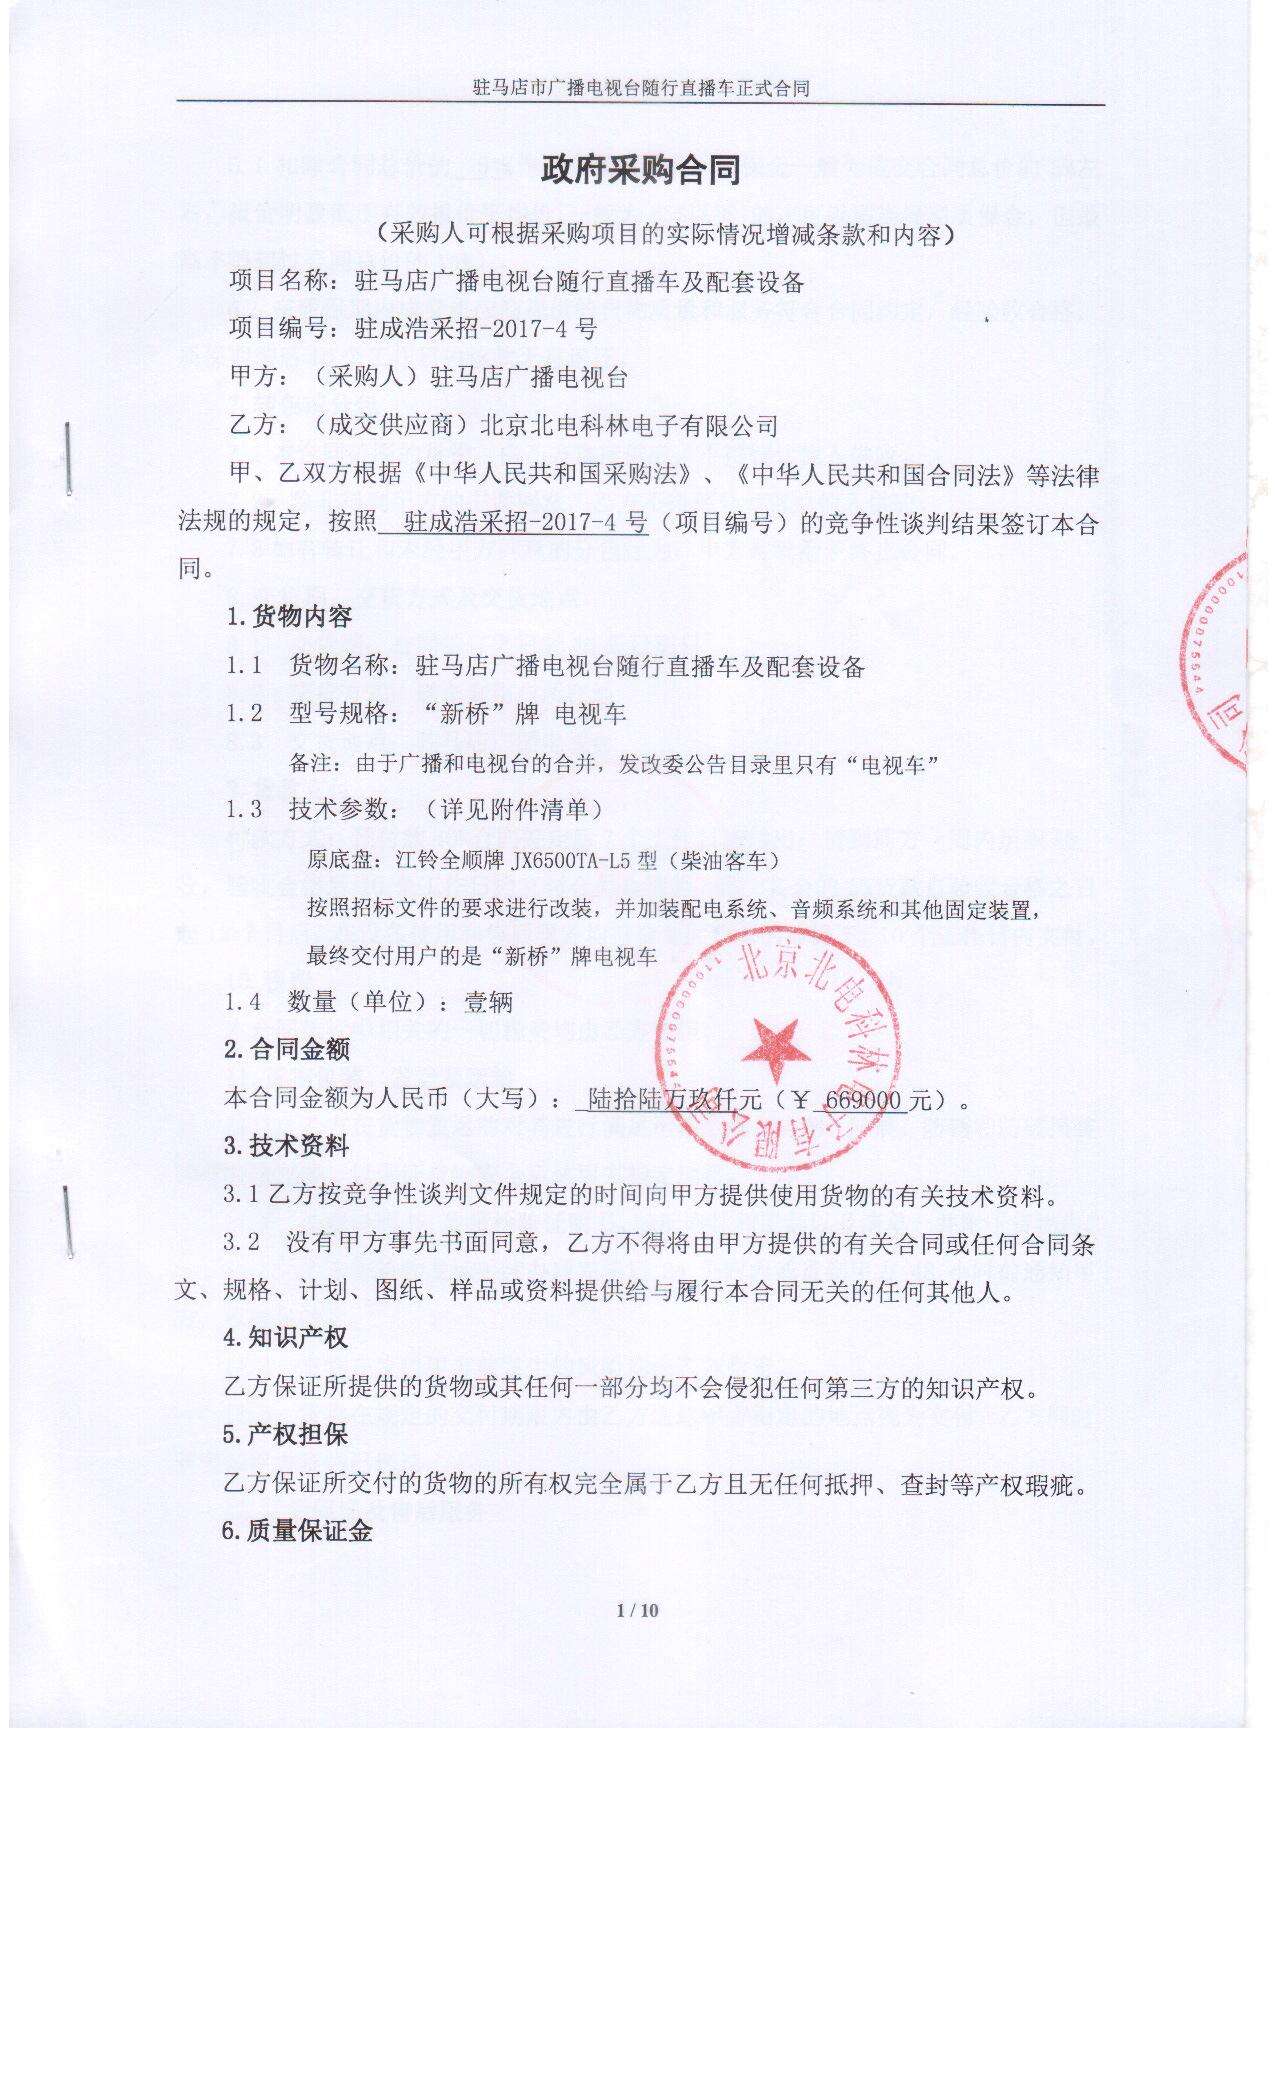 驻马店市广播电视台随行直播车正式合同
政府采购合同
（采购人可根据采购项目的实际情况增减条款和内容）
项目名称：驻马店广播电视台随行直播车及配套设备
项目编号：驻成浩采招-2017-4 号
甲方：（采购人）驻马店广播电视台
乙方：（成交供应商）北京北电科林电子有限公司
甲、乙双方根据《中华人民共和国采购法》、《中华人民共和国合同法》等法律
法规的规定，按照 驻成浩采招-2017-4 号（项目编号）的竞争性谈判结果签订本合
同。
1.货物内容
1.1 货物名称：驻马店广播电视台随行直播车及配套设备
1.2 型号规格：“新桥”牌 电视车
备注：由于广播和电视台的合并，发改委公告目录里只有“电视车”
1.3 技术参数：（详见附件清单）
原底盘：江铃全顺牌 JX6500TA-L5 型（柴油客车）
按照招标文件的要求进行改装，并加装配电系统、音频系统和其他固定装置，
最终交付用户的是“新桥”牌电视车
1.4 数量（单位）：壹辆
2.合同金额
本合同金额为人民币（大写）： 陆拾陆万玖仟元（￥ 669000 元）。
3.技术资料
3.1 乙方按竞争性谈判文件规定的时间向甲方提供使用货物的有关技术资料。
3.2 没有甲方事先书面同意，乙方不得将由甲方提供的有关合同或任何合同条
文、规格、计划、图纸、样品或资料提供给与履行本合同无关的任何其他人。
4.知识产权
乙方保证所提供的货物或其任何一部分均不会侵犯任何第三方的知识产权。
5.产权担保
乙方保证所交付的货物的所有权完全属于乙方且无任何抵押、查封等产权瑕疵。
6.质量保证金
1 / 10
北京北电科林电子有限公司